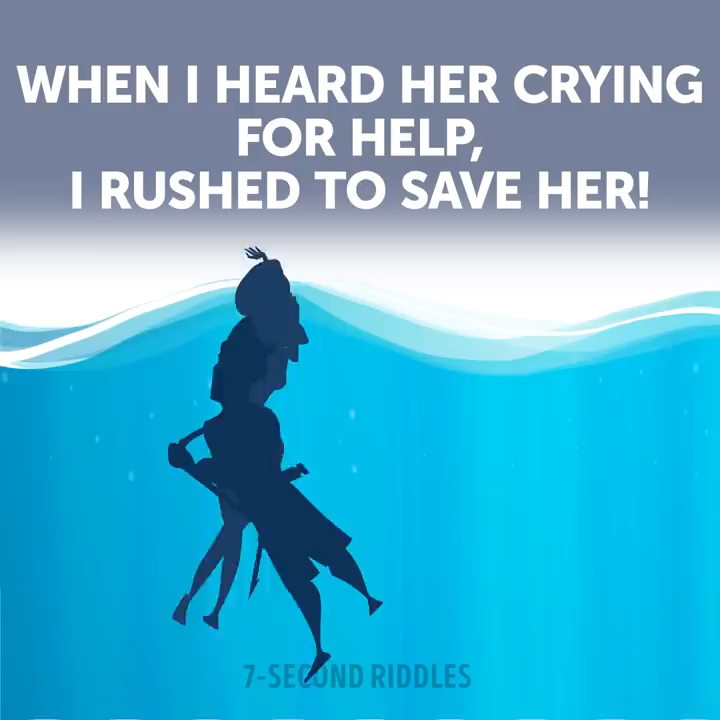 WHEN I HEARD HER CRYING
FOR HELP,
I RUSHED TO SAVE HER!
7-SECOND RIDDLES